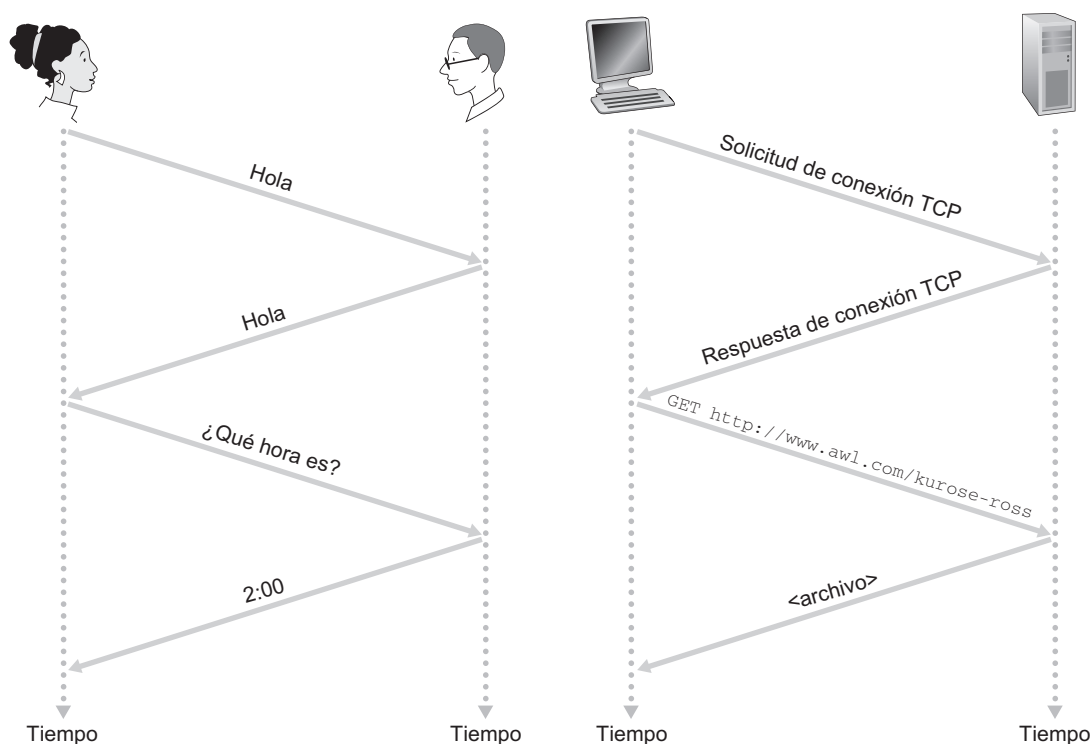 Hola
Hola
¿Qué hora es?
2:00
Tiempo
Tiempo
Solicitud de conexión TCP
Respuesta de conexión TCP
GET http://www.awl.com/kurose-ross
<archivo>
Tiempo
Tiempo